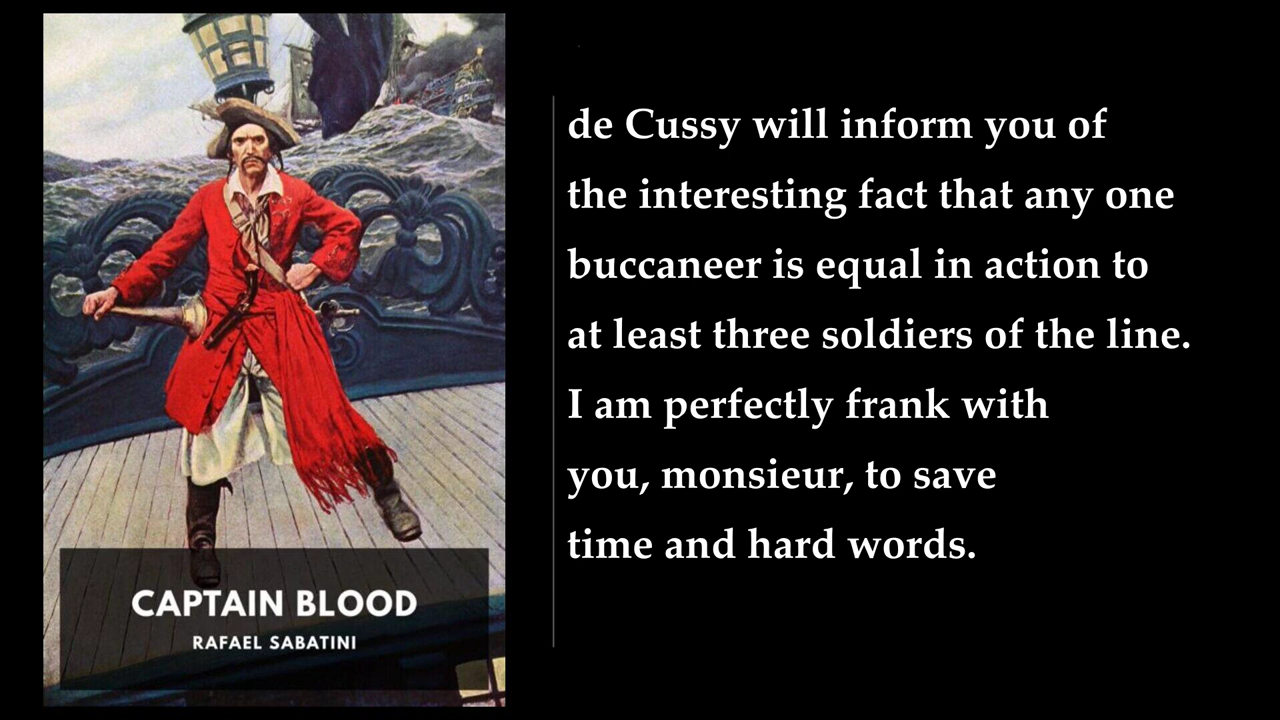 CAPTAIN BLOOD
RAFAEL SABATINI
de Cussy will inform you of
the interesting fact that any one
buccaneer is equal in action to
at least three soldiers of the line.
I am perfectly frank with
you, monsieur, to save
time and hard words.